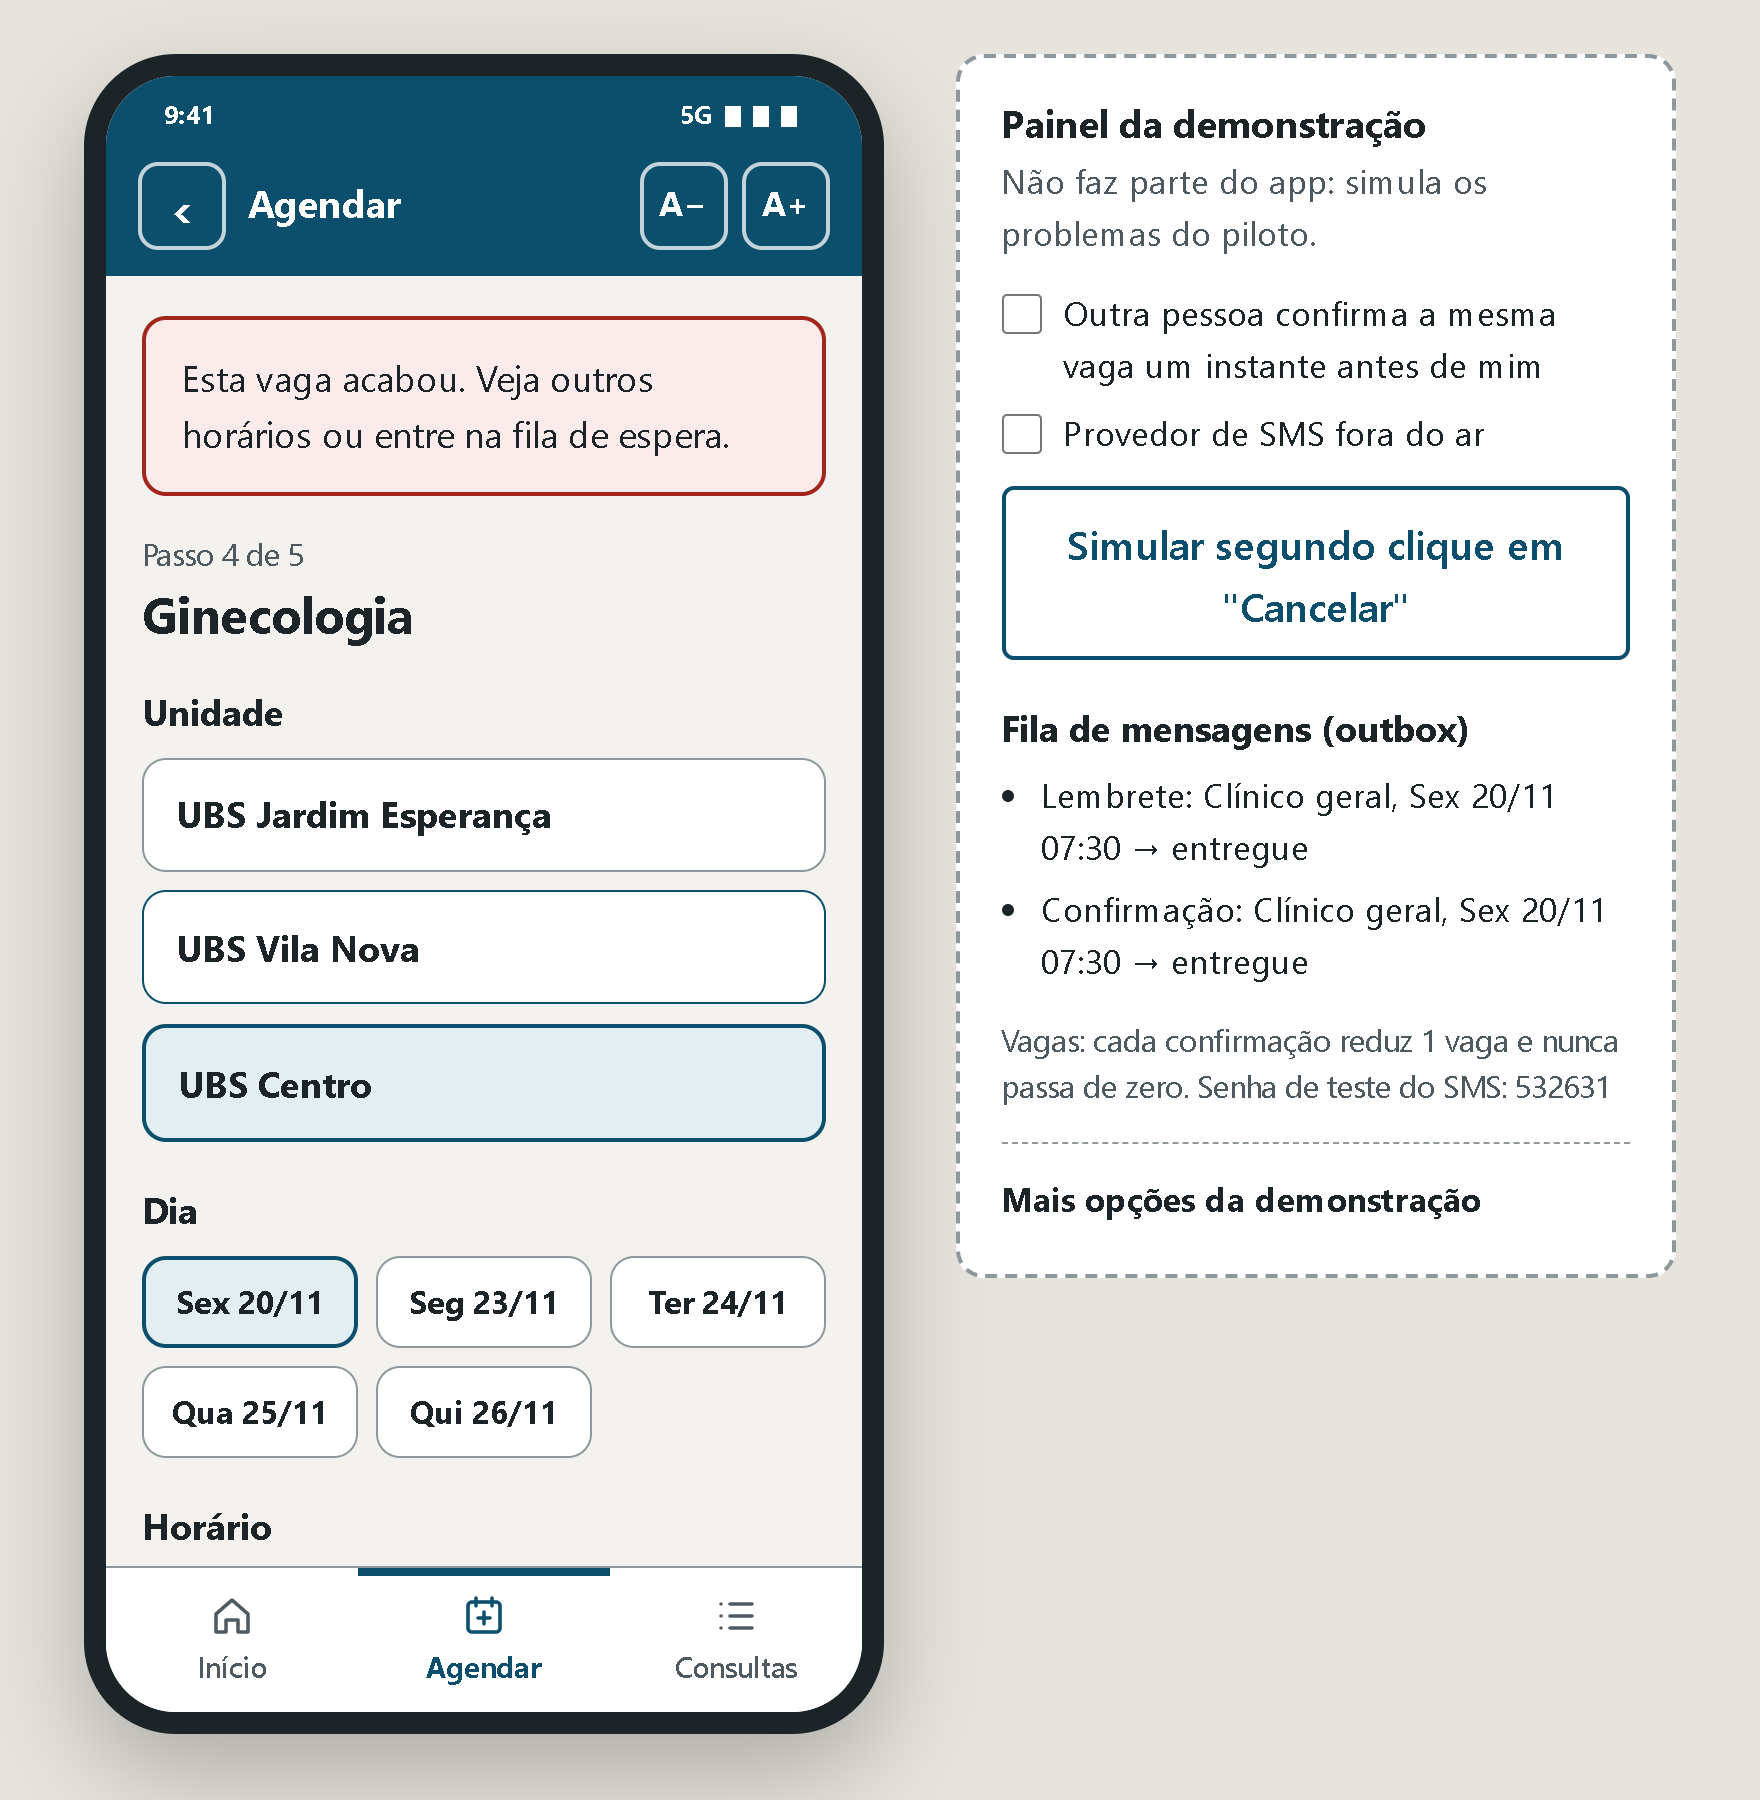 9:41
5G
‹
Agendar
A−
A+
Esta vaga acabou. Veja outros
horários ou entre na fila de espera.
Passo 4 de 5
Ginecologia
Unidade
UBS Jardim Esperança
UBS Vila Nova
UBS Centro
Dia
Sex 20/11
Seg 23/11
Ter 24/11
Qua 25/11
Qui 26/11
Horário
Início
Agendar
Consultas
Painel da demonstração
Não faz parte do app: simula os
problemas do piloto.
Outra pessoa confirma a mesma
vaga um instante antes de mim
Provedor de SMS fora do ar
Simular segundo clique em
"Cancelar"
Fila de mensagens (outbox)
• Lembrete: Clínico geral, Sex 20/11
07:30 → entregue
• Confirmação: Clínico geral, Sex 20/11
07:30 → entregue
Vagas: cada confirmação reduz 1 vaga e nunca
passa de zero. Senha de teste do SMS: 532631
Mais opções da demonstração